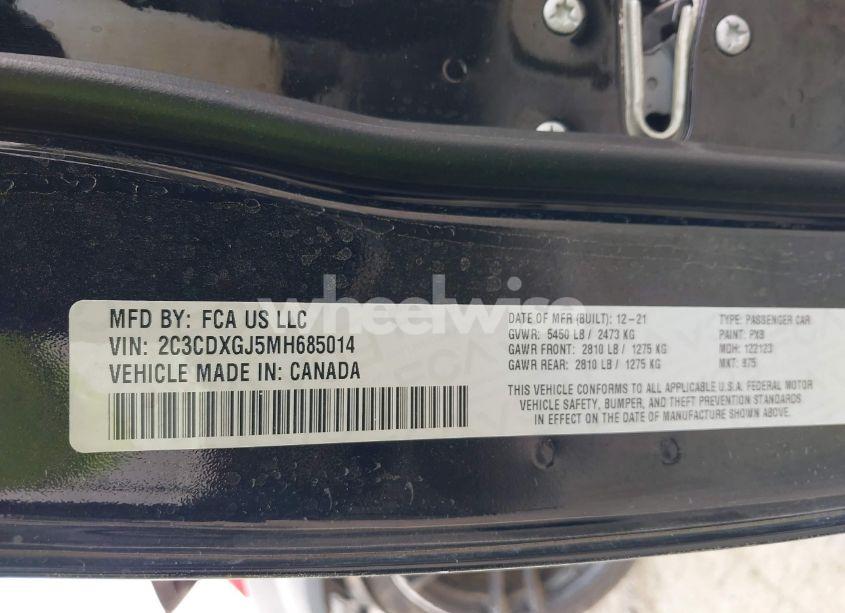 wheelwise
MFD BY: FCA US LLC
VIN: 2C3CDXGJ5MH685014
VEHICLE MADE IN: CANADA
DATE OF MFR (BUILT): 12-21
GVWR: 5450 LB / 2473 KG
GAWR FRONT: 2810 LB / 1275 KG
GAWR REAR: 2810 LB / 1275 KG
TYPE: PASSENGER CAR
PAINT: PX8
MDH: 122123
MKT: 875
THIS VEHICLE CONFORMS TO ALL APPLICABLE U.S.A. FEDERAL MOTOR
VEHICLE SAFETY, BUMPER, AND THEFT PREVENTION STANDARDS
IN EFFECT ON THE DATE OF MANUFACTURE SHOWN ABOVE.